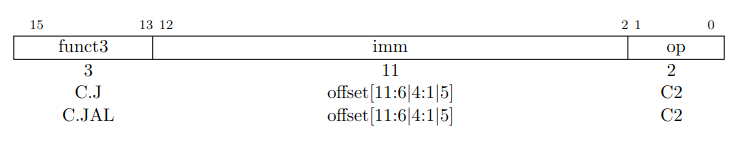 15 13 12 2 1 0
funct3 imm op
3 11 2
C.J offset[11:6|4:1|5] C2
C.JAL offset[11:6|4:1|5] C2